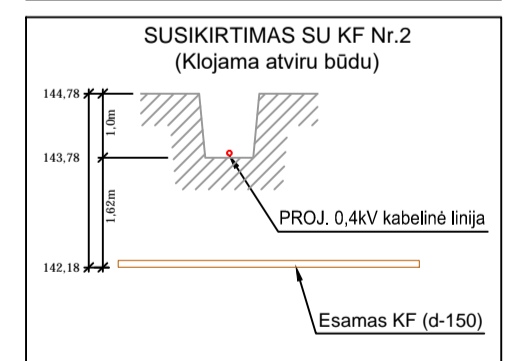 SUSIKIRTIMAS SU KF Nr.2
(Klojama atviru būdu)
144,78
1,0m
143,78
1,62m
PROJ. 0,4kV kabelinė linija
142,18
Esamas KF (d-150)